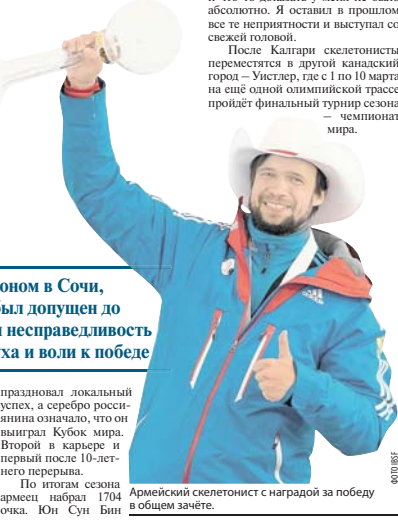 абсолютно. Я оставил в прошлом
все те неприятности и выступал со
свежей головой.
После Калгари скелетонисты
переместятся в другой канадский
город – Уистлер, где с 1 по 10 марта
на ещё одной олимпийской трассе
пройдёт финальный турнир сезона
– чемпионат
мира.
оном в Сочи,
был допущен до
несправедливость
уха и воли к победе
праздновал локальный
успех, а серебро росси-
янина означало, что он
выиграл Кубок мира.
Второй в карьере и
первый после 10-лет-
него перерыва.
По итогам сезона
армеец набрал 1704
очка. Юн Сун Бин
adidas
Армейский скелетонист с наградой за победу
в общем зачёте.
ФОТО IBSF